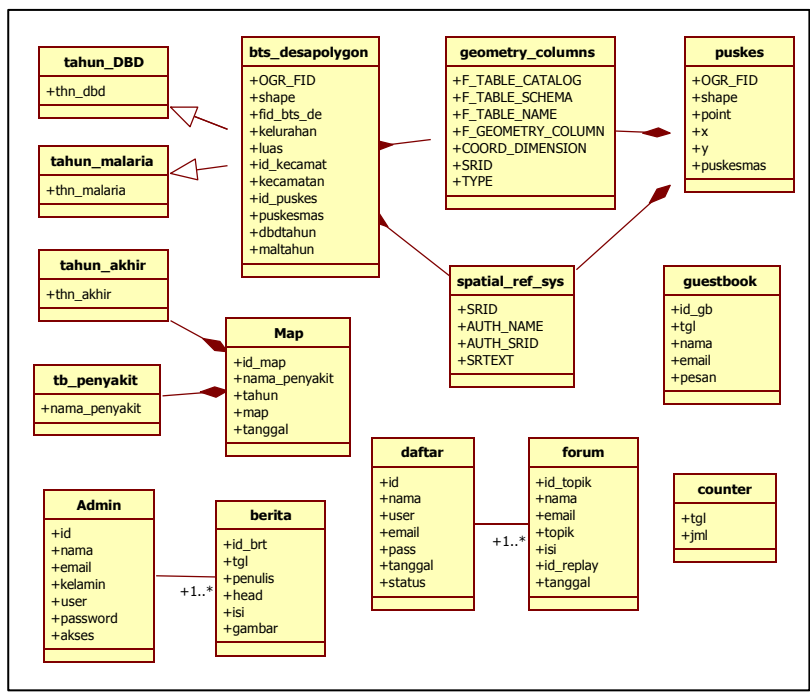 tahun_DBD
+thn_dbd
tahun_malaria
+thn_malaria
bts_desapolygon
+OGR_FID
+shape
+fid_bts_de
+kelurahan
+luas
+id_kecamat
+kecamatan
+id_puskes
+puskesmas
+dbdtahun
+maltahun
geometry_columns
+F_TABLE_CATALOG
+F_TABLE_SCHEMA
+F_TABLE_NAME
+F_GEOMETRY_COLUMN
+COORD_DIMENSION
+SRID
+TYPE
puskes
+OGR_FID
+shape
+point
+x
+y
+puskesmas
tahun_akhir
+thn_akhir
tb_penyakit
+nama_penyakit
Map
+id_map
+nama_penyakit
+tahun
+map
+tanggal
spatial_ref_sys
+SRID
+AUTH_NAME
+AUTH_SRID
+SRTEXT
guestbook
+id_gb
+tgl
+nama
+email
+pesan
Admin
+id
+nama
+email
+kelamin
+user
+password
+akses
+1..*
berita
+id_brt
+tgl
+penulis
+head
+isi
+gambar
daftar
+id
+nama
+user
+email
+pass
+tanggal
+status
+1..*
forum
+id_topik
+nama
+email
+topik
+isi
+id_replay
+tanggal
counter
+tgl
+jml